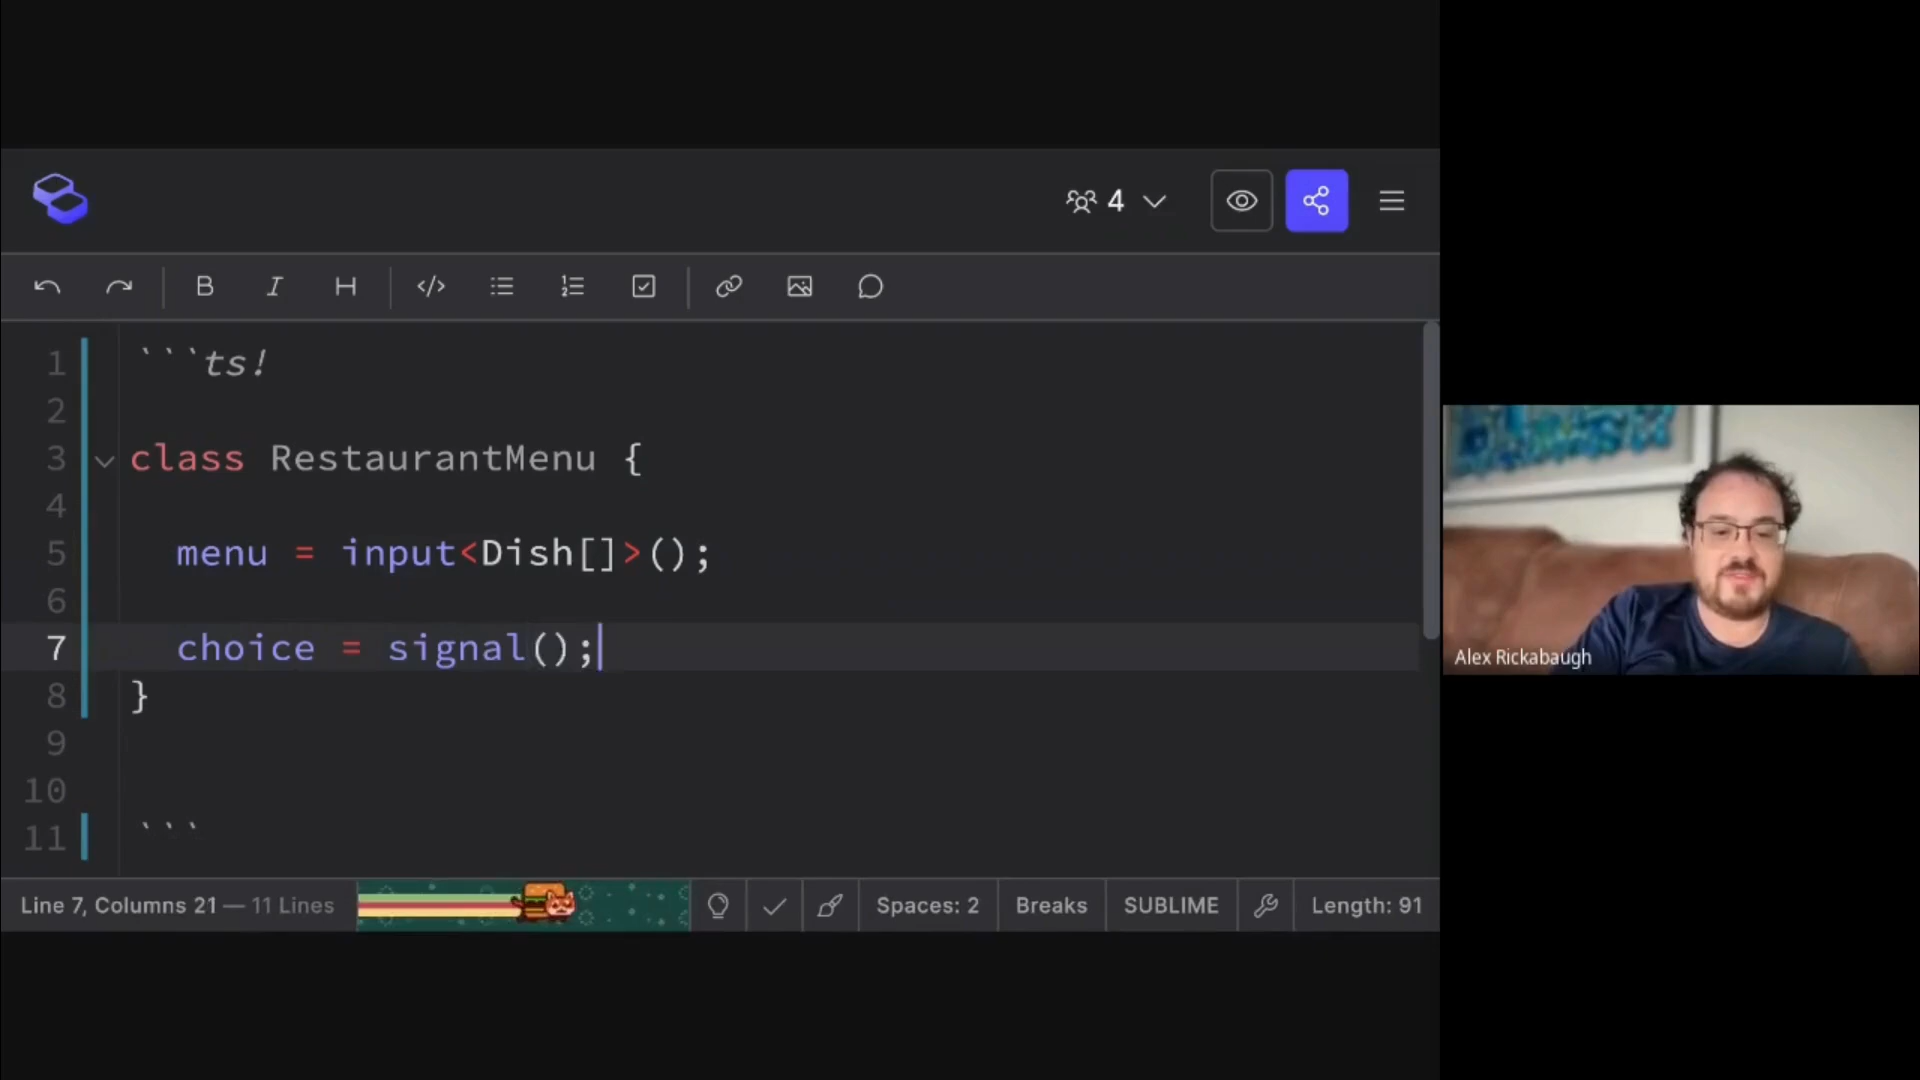 4
1 ```ts!
2
3 class RestaurantMenu {
4
5 menu = input<Dish[]>();
6
7 choice = signal();
8 }
9
10
11 ```
Line 7, Columns 21 — 11 Lines
Spaces: 2
Breaks
SUBLIME
Length: 91
Alex Rickabaugh